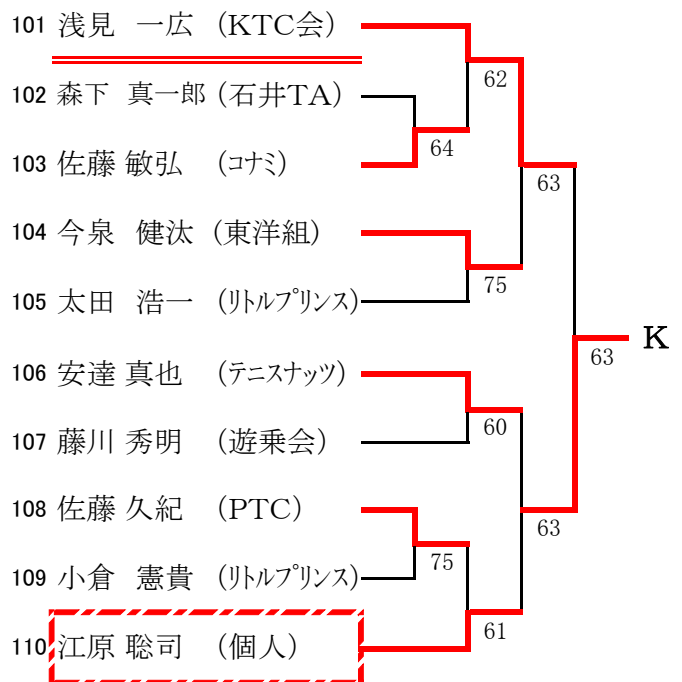 101 浅見 一広 (KTC会)
62
102 森下 真一郎 (石井TA)
64
103 佐藤 敏弘 (コナミ)
63
104 今泉 健汰 (東洋組)
75
105 太田 浩一 (リトルプリンス)
63 K
106 安達 真也 (テニスナッツ)
60
107 藤川 秀明 (遊乗会)
108 佐藤 久紀 (PTC)
63
75
109 小倉 憲貴 (リトルプリンス)
61
110 江原 聡司 (個人)